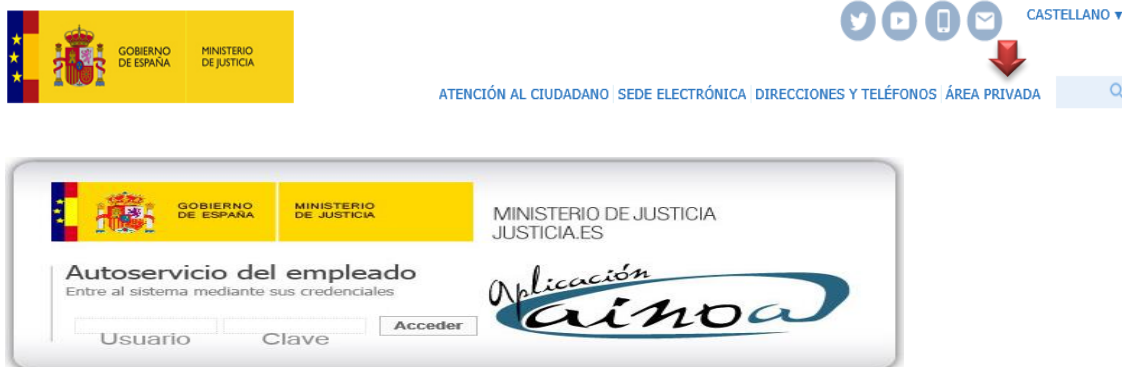 CASTELLANO ▼
GOBIERNO
DE ESPAÑA
MINISTERIO
DE JUSTICIA
ATENCIÓN AL CIUDADANO SEDE ELECTRÓNICA DIRECCIONES Y TELÉFONOS ÁREA PRIVADA
GOBIERNO
DE ESPAÑA
MINISTERIO
DE JUSTICIA
MINISTERIO DE JUSTICIA
JUSTICIA.ES
Autoservicio del empleado
Entre al sistema mediante sus credenciales
Usuario
Clave
Acceder
Aplicación
ainoa